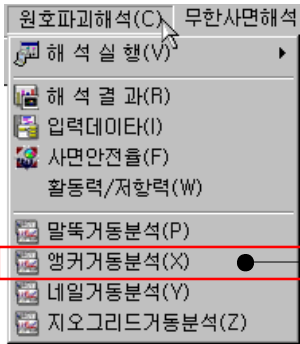 원호파괴해석(C) 무한사면해석
해 석 실 행(V)
해 석 결 과(R)
입력데이타(I)
사면안전율(F)
활동력/저항력(W)
말뚝거동분석(P)
앵커거동분석(X)
네일거동분석(Y)
지오그리드거동분석(Z)